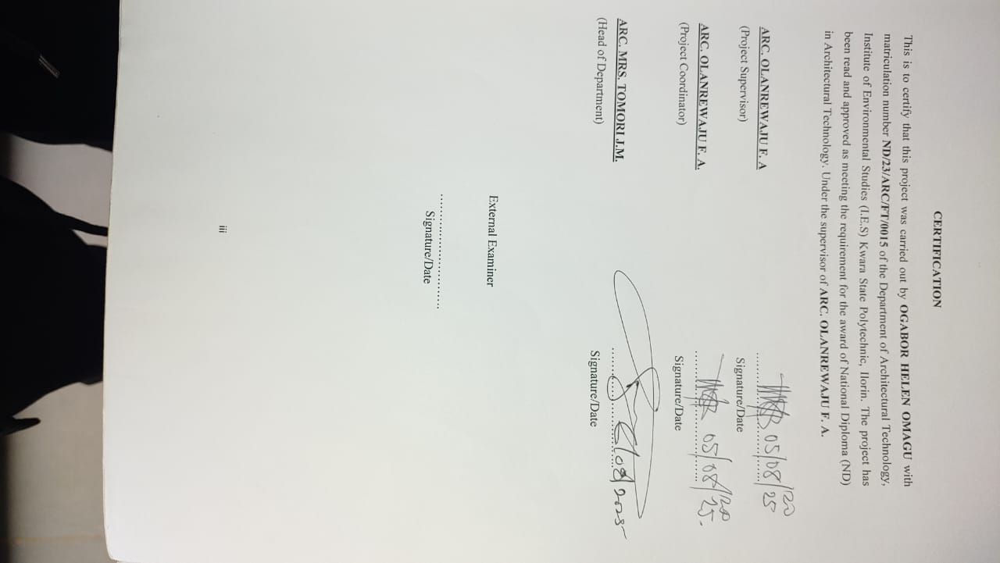 CERTIFICATION
This is to certify that this project was carried out by OGABOR HELEN OMAGU with
matriculation number ND/23/ARC/FT/0015 of the Department of Architectural Technology,
Institute of Environmental Studies (I.E.S) Kwara State Polytechnic, Ilorin. The project has
been read and approved as meeting the requirement for the award of National Diploma (ND)
in Architectural Technology. Under the supervisor of ARC. OLANREWAJU F. A.
05/08/20
25
ARC. OLANREWAJU F. A
(Project Supervisor) Signature/Date
05/08/20
25.
ARC. OLANREWAJU F. A.
(Project Coordinator) Signature/Date
ARC. MRS. TOMORI J.M. /08/2025
(Head of Department) Signature/Date
External Examiner
........................
Signature/Date
iii